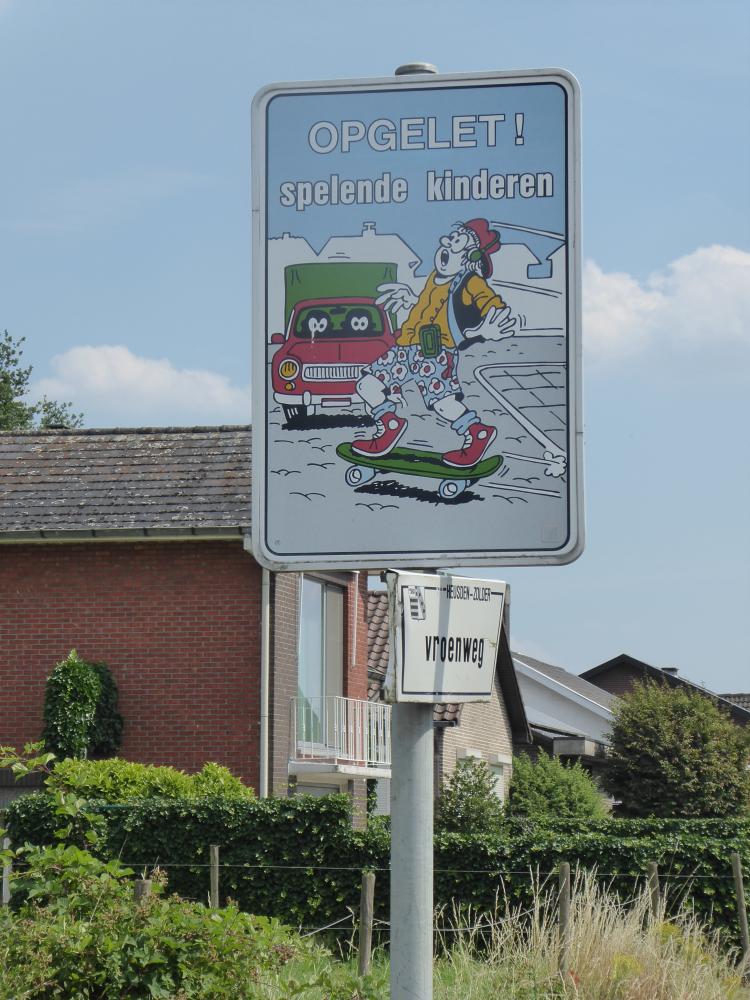 OPGELET !
spelende kinderen
HEUSDEN-ZOLDER
vroenweg